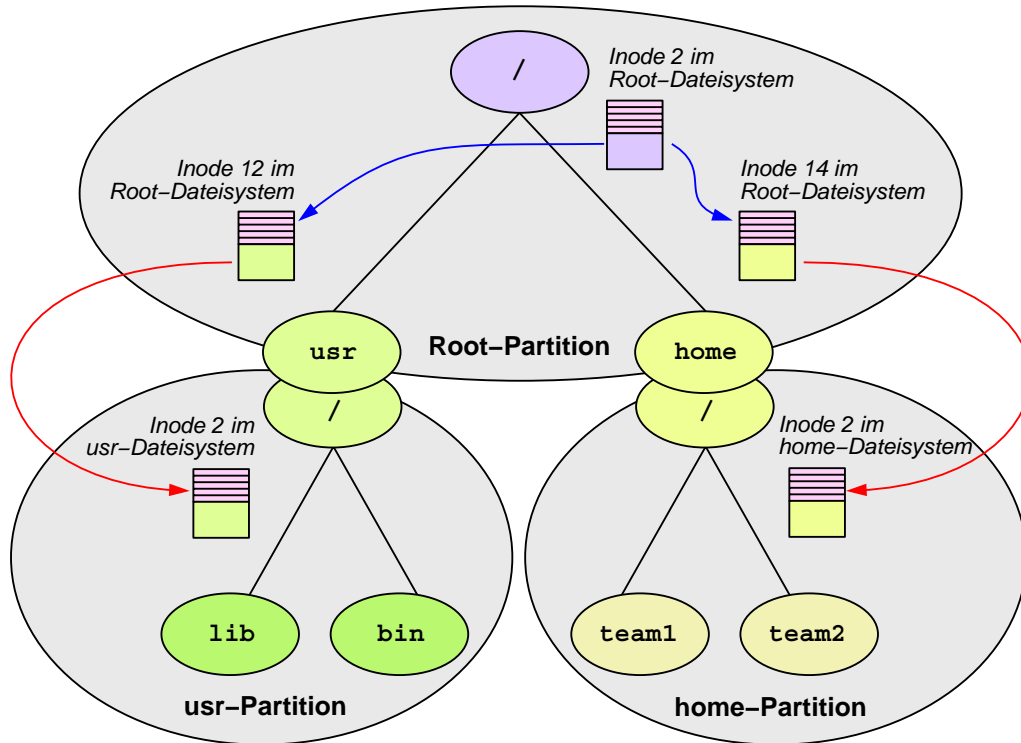 /
Inode 2 im
Root–Dateisystem
Inode 12 im
Root–Dateisystem
Inode 14 im
Root–Dateisystem
usr
Root–Partition
home
/
/
Inode 2 im
usr–Dateisystem
Inode 2 im
home–Dateisystem
lib
bin
team1
team2
usr–Partition
home–Partition